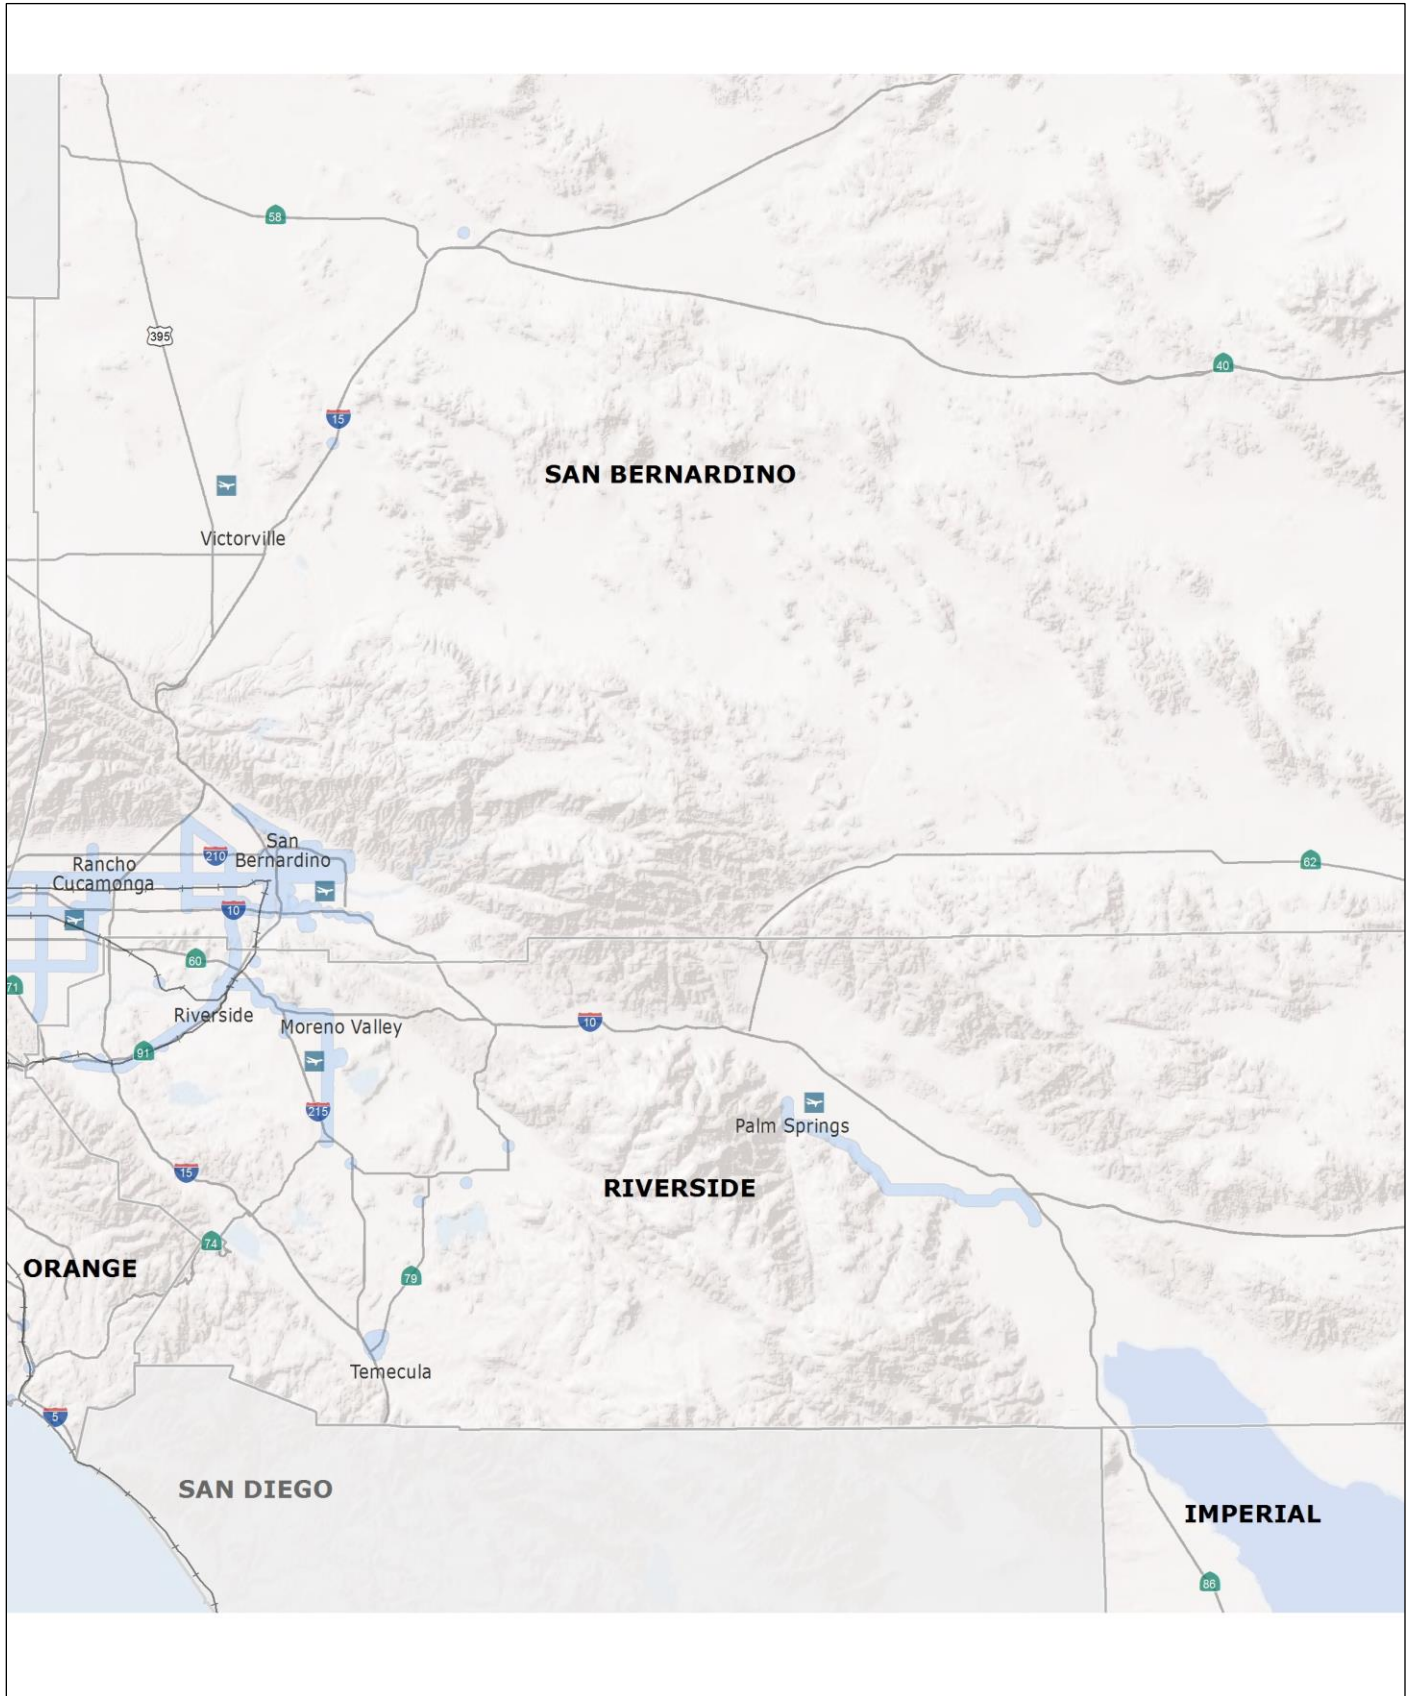 58
395
40
15
SAN BERNARDINO
Victorville
San
Bernardino
210
Rancho
Cucamonga
62
10
60
71
Riverside
Moreno Valley
10
91
215
Palm Springs
15
RIVERSIDE
74
ORANGE
79
Temecula
5
SAN DIEGO
IMPERIAL
86